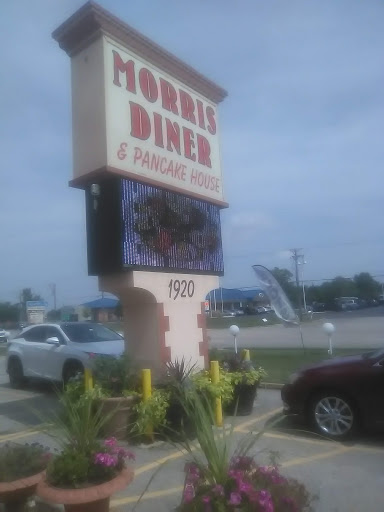 MORRIS
DINER
& PANCAKE HOUSE
1920